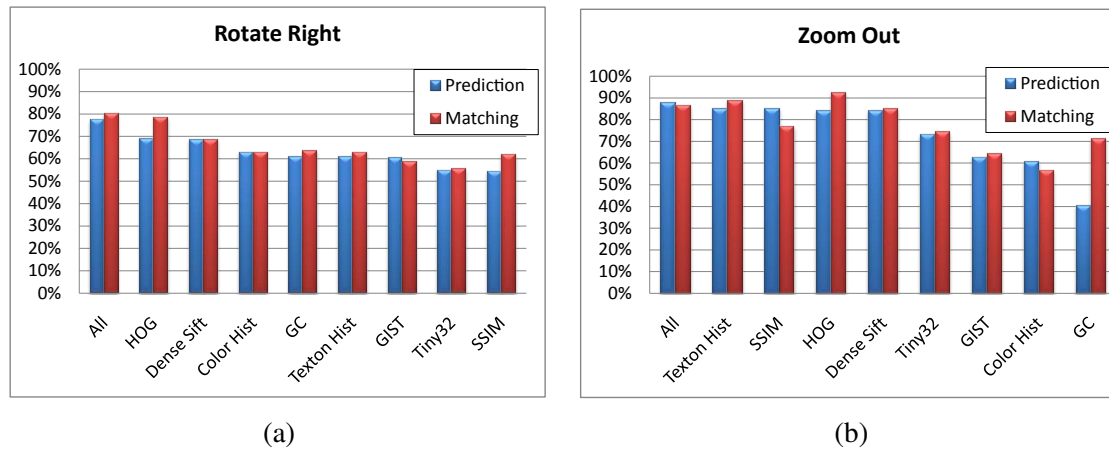 Rotate Right
100%
90%
80%
70%
60%
50%
40%
30%
20%
10%
0%
Prediction
Matching
All
HOG
Dense Sift
Color Hist
GC
Texton Hist
GIST
Tiny32
SSIM
(a)
Zoom Out
100%
90%
80%
70%
60%
50%
40%
30%
20%
10%
0%
Prediction
Matching
All
Texton Hist
SSIM
HOG
Dense Sift
Tiny32
GIST
Color Hist
GC
(b)